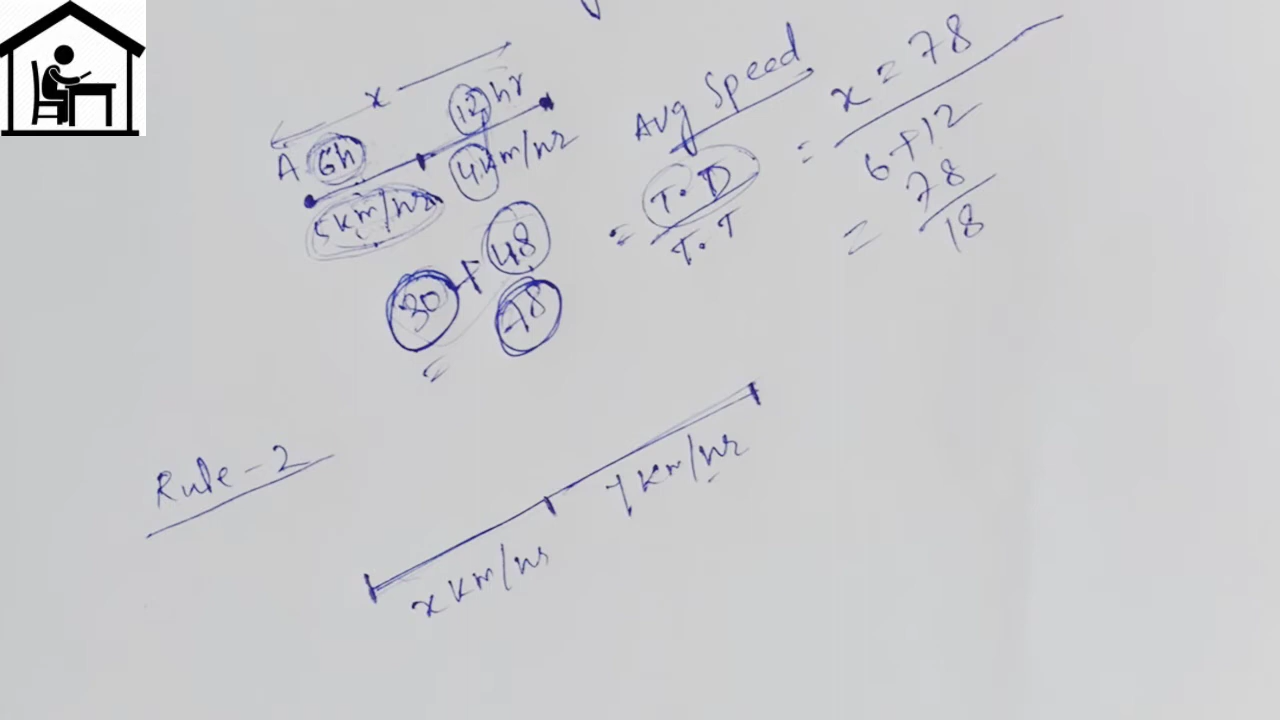 x
12 hr
A 6h
4km/hr
5km/hr
30 + 48
= 78
Avg Speed
= T.D
T.T
= x = 78
6+12
= 78
18
Rule-2
x km/hr
y km/hr